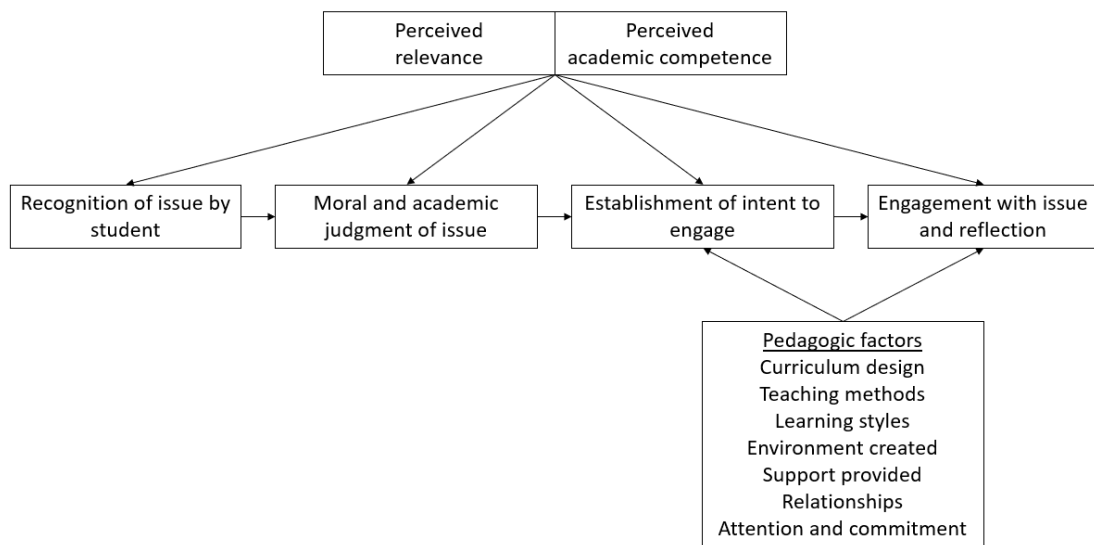 Perceived
relevance
Perceived
academic competence
Recognition of issue by
student
Moral and academic
judgment of issue
Establishment of intent to
engage
Engagement with issue
and reflection
Pedagogic factors
Curriculum design
Teaching methods
Learning styles
Environment created
Support provided
Relationships
Attention and commitment